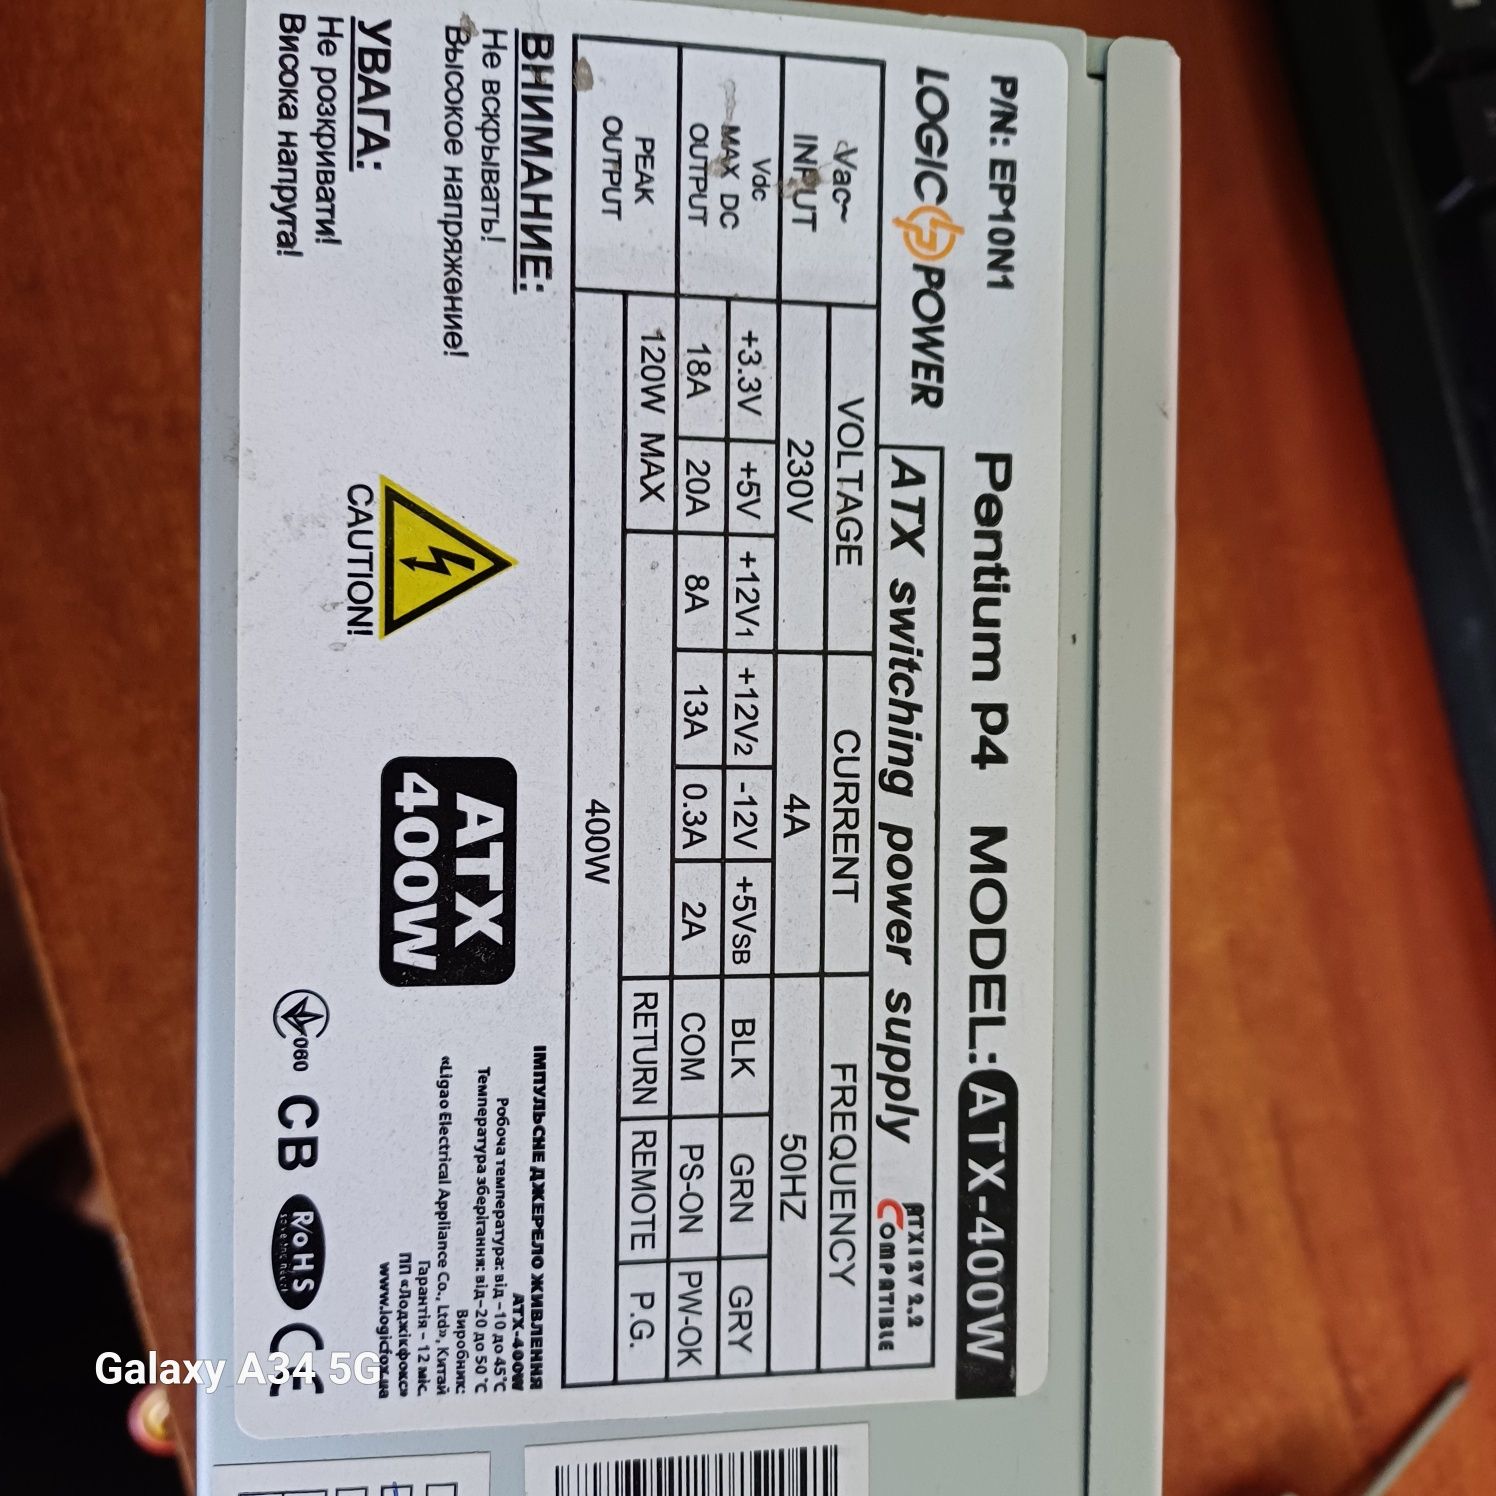 P/N: EP10N1
Pentium p4 MODEL: ATX-400W
LOGIC POWER
ATX switching power supply
ATX12V 2.2
COMPATIBLE
VOLTAGE CURRENT FREQUENCY
Vac~
INPUT
230V 4A 50HZ
Vdc
MAX DC
OUTPUT
+3.3V +5V +12V1 +12V2 -12V +5VSB BLK GRN GRY
18A 20A 8A 13A 0.3A 2A COM PS-ON PW-OK
120W MAX RETURN REMOTE P.G.
PEAK
OUTPUT
400W
ВНИМАНИЕ:
Не вскрывать!
Высокое напряжение!
УВАГА:
Не розкривати!
Висока напруга!
CAUTION!
ATX
400W
ІМПУЛЬСНЕ ДЖЕРЕЛО ЖИВЛЕННЯ
ATX-400W
Робоча температура: від –10 до 45°C
Температура зберігання: від –20 до 50 °C
Виробник:
«Ligao Electrical Appliance Co., Ltd», Китай
Гарантія – 12 міс.
ПП «Лоджікфокс»
www.logicfox.ua
060
CB
RoHS
CE
Galaxy A34 5G